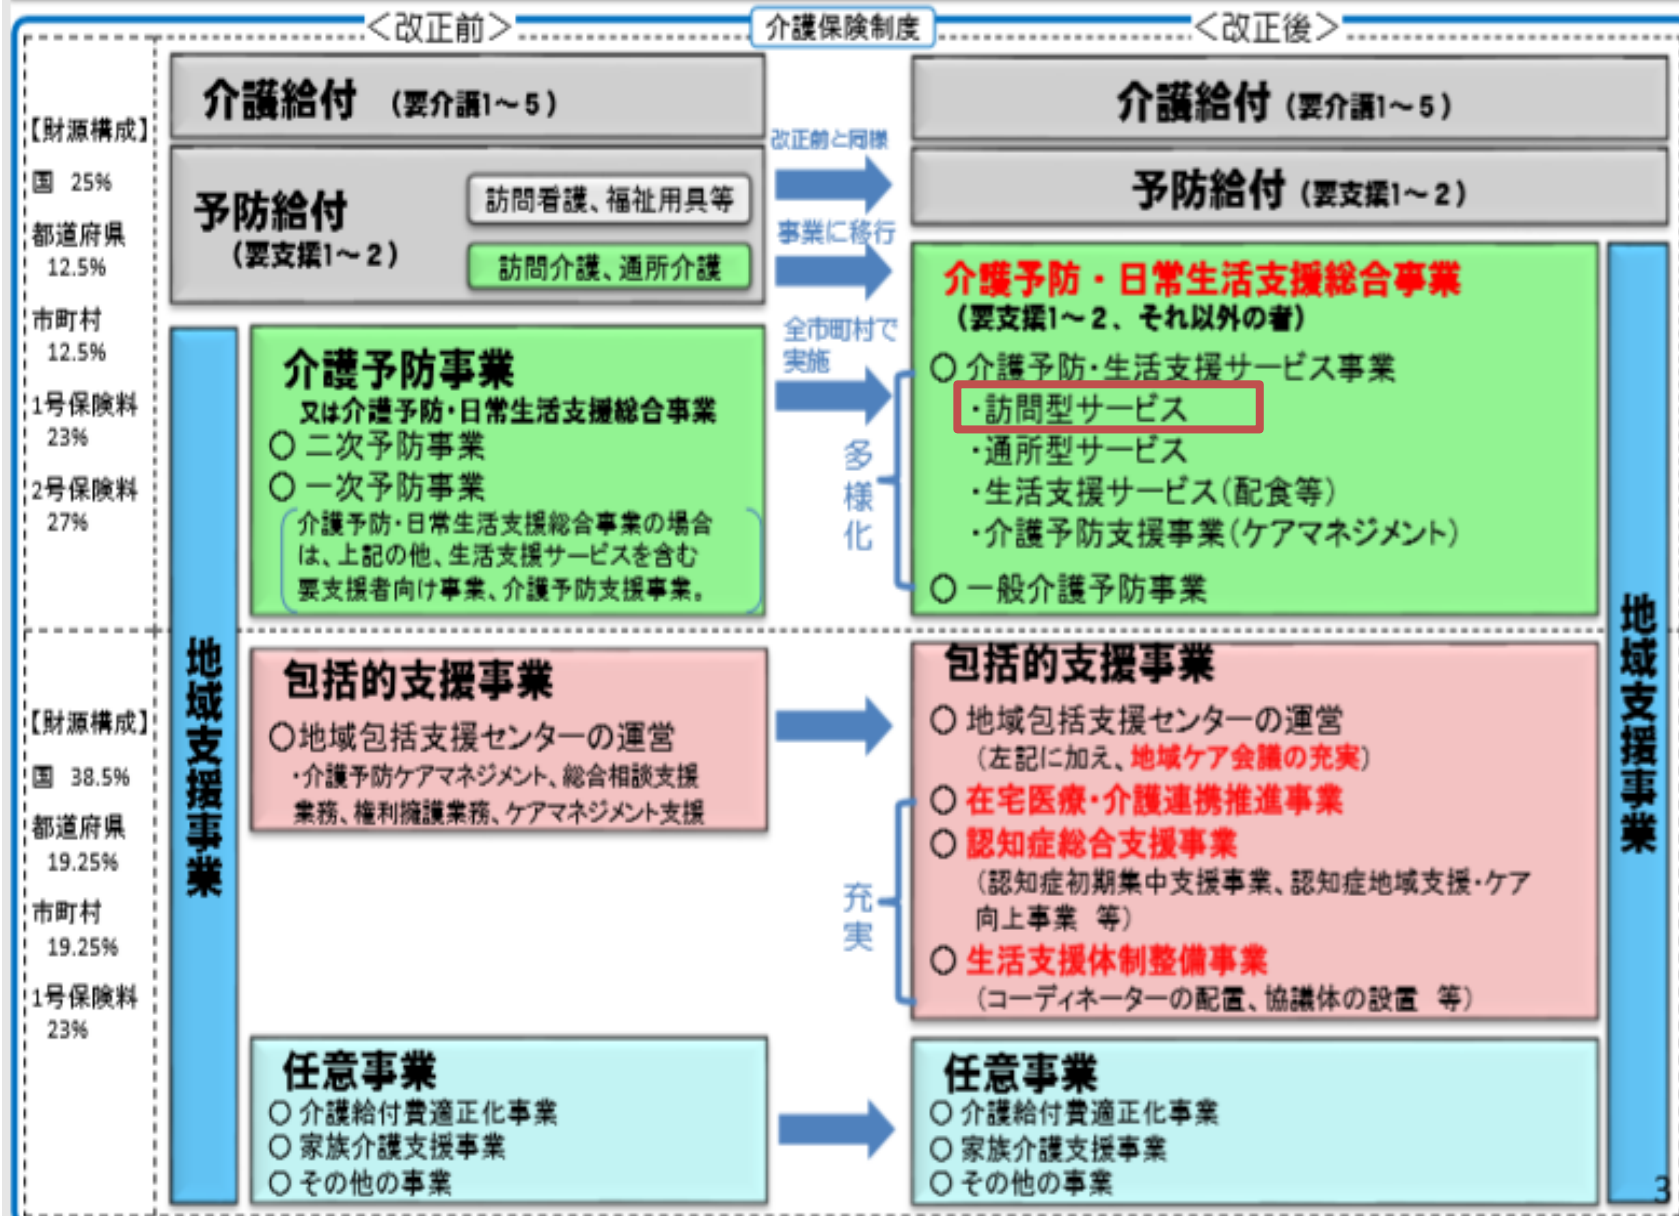 ＜改正前＞
介護保険制度
＜改正後＞
【財源構成】
国 25%
都道府県
12.5%
市町村
12.5%
1号保険料
23%
2号保険料
27%
【財源構成】
国 38.5%
都道府県
19.25%
市町村
19.25%
1号保険料
23%
介護給付 （要介護1～5）
予防給付
（要支援1～2）
訪問看護、福祉用具等
訪問介護、通所介護
地域支援事業
介護予防事業
又は介護予防・日常生活支援総合事業
○ 二次予防事業
○ 一次予防事業
介護予防・日常生活支援総合事業の場合
は、上記の他、生活支援サービスを含む
要支援者向け事業、介護予防支援事業。
包括的支援事業
○地域包括支援センターの運営
・介護予防ケアマネジメント、総合相談支援
業務、権利擁護業務、ケアマネジメント支援
任意事業
○ 介護給付費適正化事業
○ 家族介護支援事業
○ その他の事業
改正前と同様
事業に移行
全市町村で
実施
多様化
充実
介護給付（要介護1～5）
予防給付（要支援1～2）
介護予防・日常生活支援総合事業
（要支援1～2、それ以外の者）
○ 介護予防・生活支援サービス事業
・訪問型サービス
・通所型サービス
・生活支援サービス（配食等）
・介護予防支援事業（ケアマネジメント）
○ 一般介護予防事業
包括的支援事業
○ 地域包括支援センターの運営
（左記に加え、地域ケア会議の充実）
○ 在宅医療・介護連携推進事業
○ 認知症総合支援事業
（認知症初期集中支援事業、認知症地域支援・ケア
向上事業 等）
○ 生活支援体制整備事業
（コーディネーターの配置、協議体の設置 等）
任意事業
○ 介護給付費適正化事業
○ 家族介護支援事業
○ その他の事業
地域支援事業
3